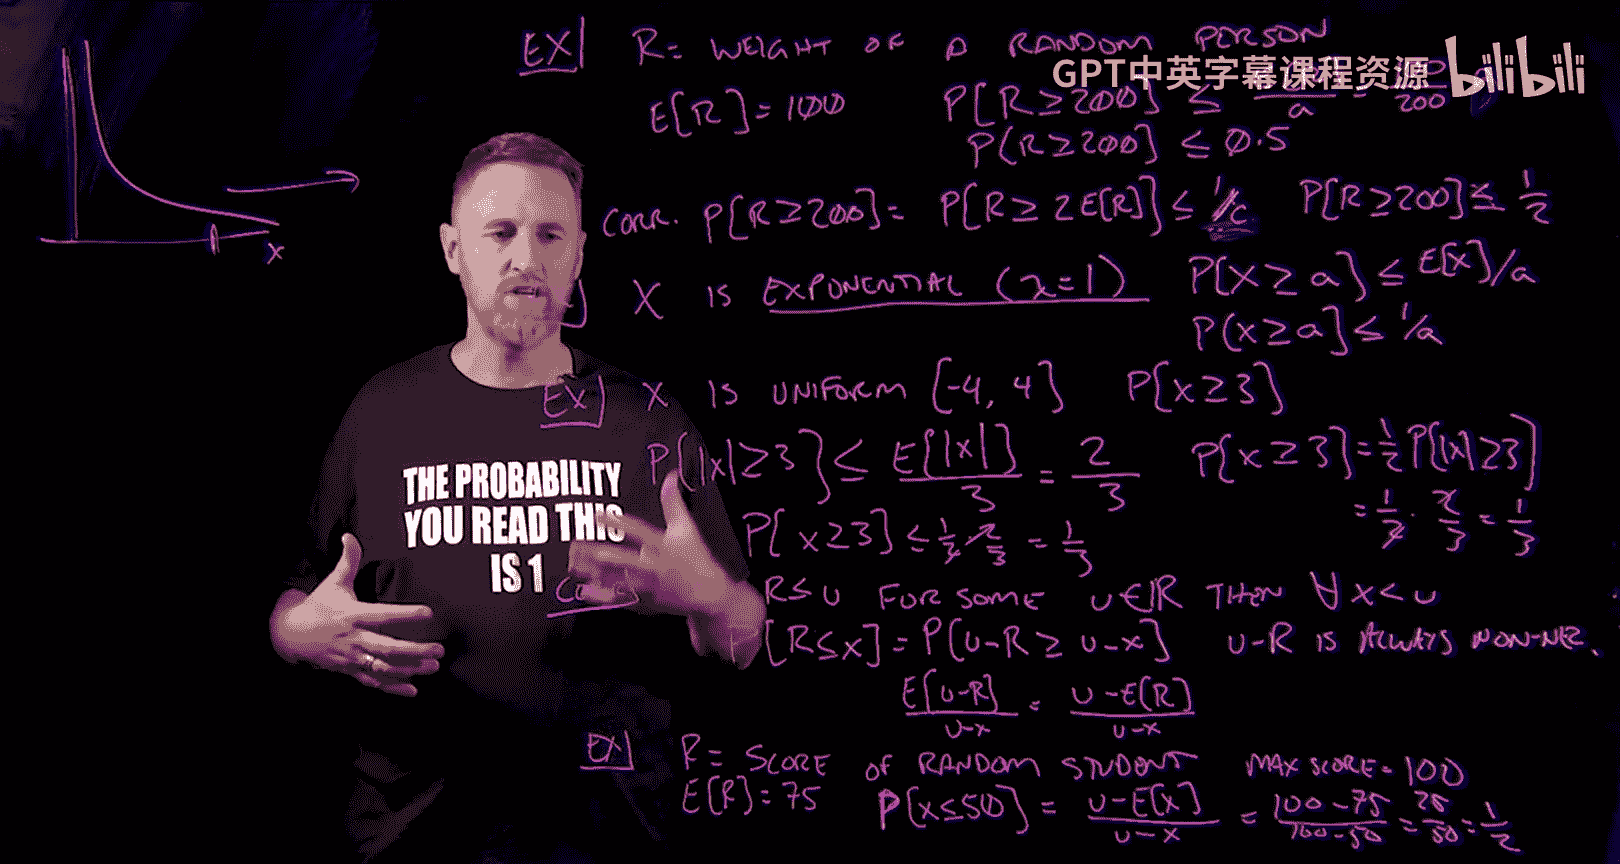 EX R = WEIGHT OF A RANDOM PERSON
GPT中英字幕课程资源 bilibili
E[R] = 100 P[R ≥ 200] ≤ /a = /200
P[R ≥ 200] ≤ 0.5
CORR. P[R ≥ 200] = P[R ≥ 2E[R]] ≤ 1/c P[R ≥ 200] ≤ 1/2
X IS EXPONENTIAL (λ=1) P[X ≥ a] ≤ E[X]/a
P[X ≥ a] ≤ 1/a
x
EX X IS UNIFORM [-4, 4] P[X ≥ 3]
P[|X| ≥ 3] ≤ E[|X|]/3 = 2/3 P[X ≥ 3] = 1/2 P[|X| ≥ 3]
= 1/2 · 2/3 = 1/3
P[X ≥ 3] ≤ 1/2 · 2/3 = 1/3
THE PROBABILITY
YOU READ THIS
IS 1
R ≤ U FOR SOME U ∈ ℝ THEN ∀ x < U
P[R ≤ x] = P[U-R ≥ U-x] U-R IS ALWAYS NON-NEG.
E[U-R]/U-x = U-E[R]/U-x
EX R = SCORE OF RANDOM STUDENT MAX SCORE = 100
E[R] = 75 P[X ≤ 50] = U-E[X]/U-x = 100-75/100-50 = 25/50 = 1/2